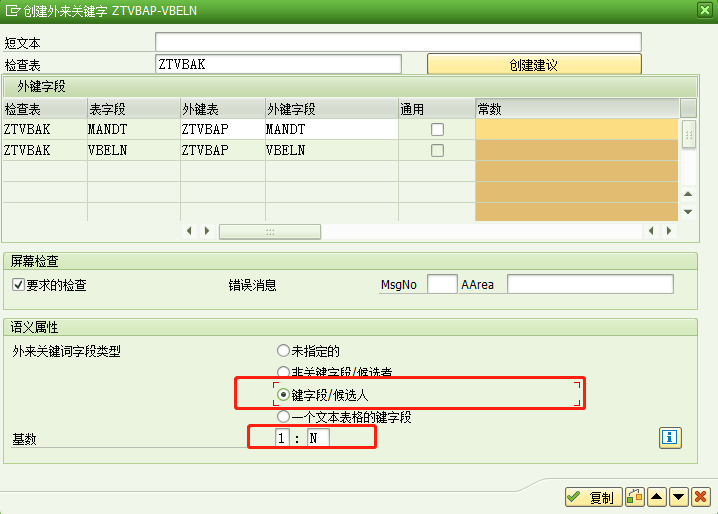 创建外来关键字 ZTVBAP-VBELN
短文本
检查表 ZTVBAK 创建建议
外键字段
检查表 表字段 外键表 外键字段 通用 常数
ZTVBAK MANDT ZTVBAP MANDT
ZTVBAK VBELN ZTVBAP VBELN
屏幕检查
要求的检查 错误消息 MsgNo AArea
语义属性
外来关键词字段类型 未指定的
非关键字段/候选者
键字段/候选人
一个文本表格的键字段
基数 1 : N
复制